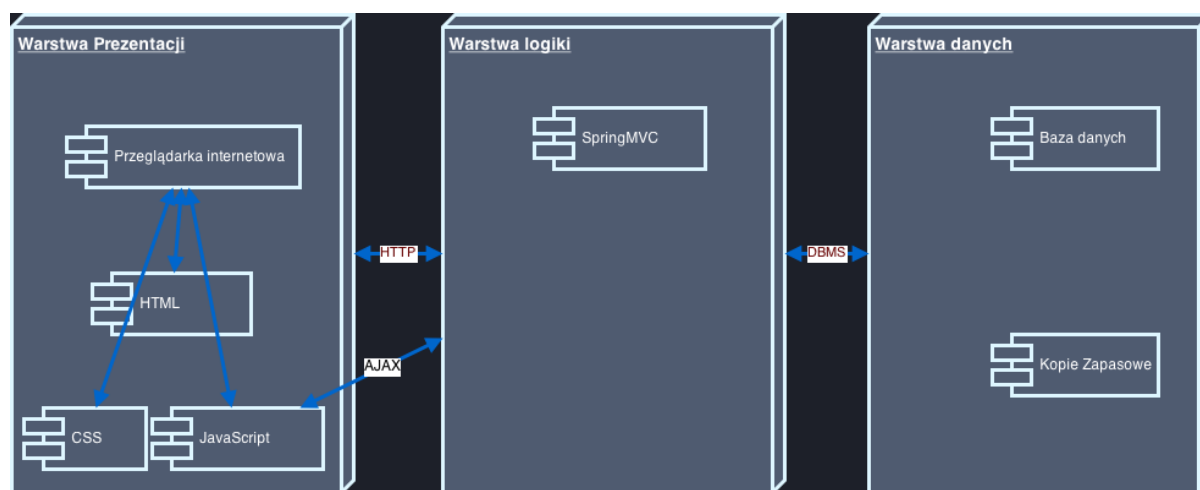 Warstwa Prezentacji
Przeglądarka internetowa
HTML
CSS
JavaScript
HTTP
AJAX
Warstwa logiki
SpringMVC
DBMS
Warstwa danych
Baza danych
Kopie Zapasowe